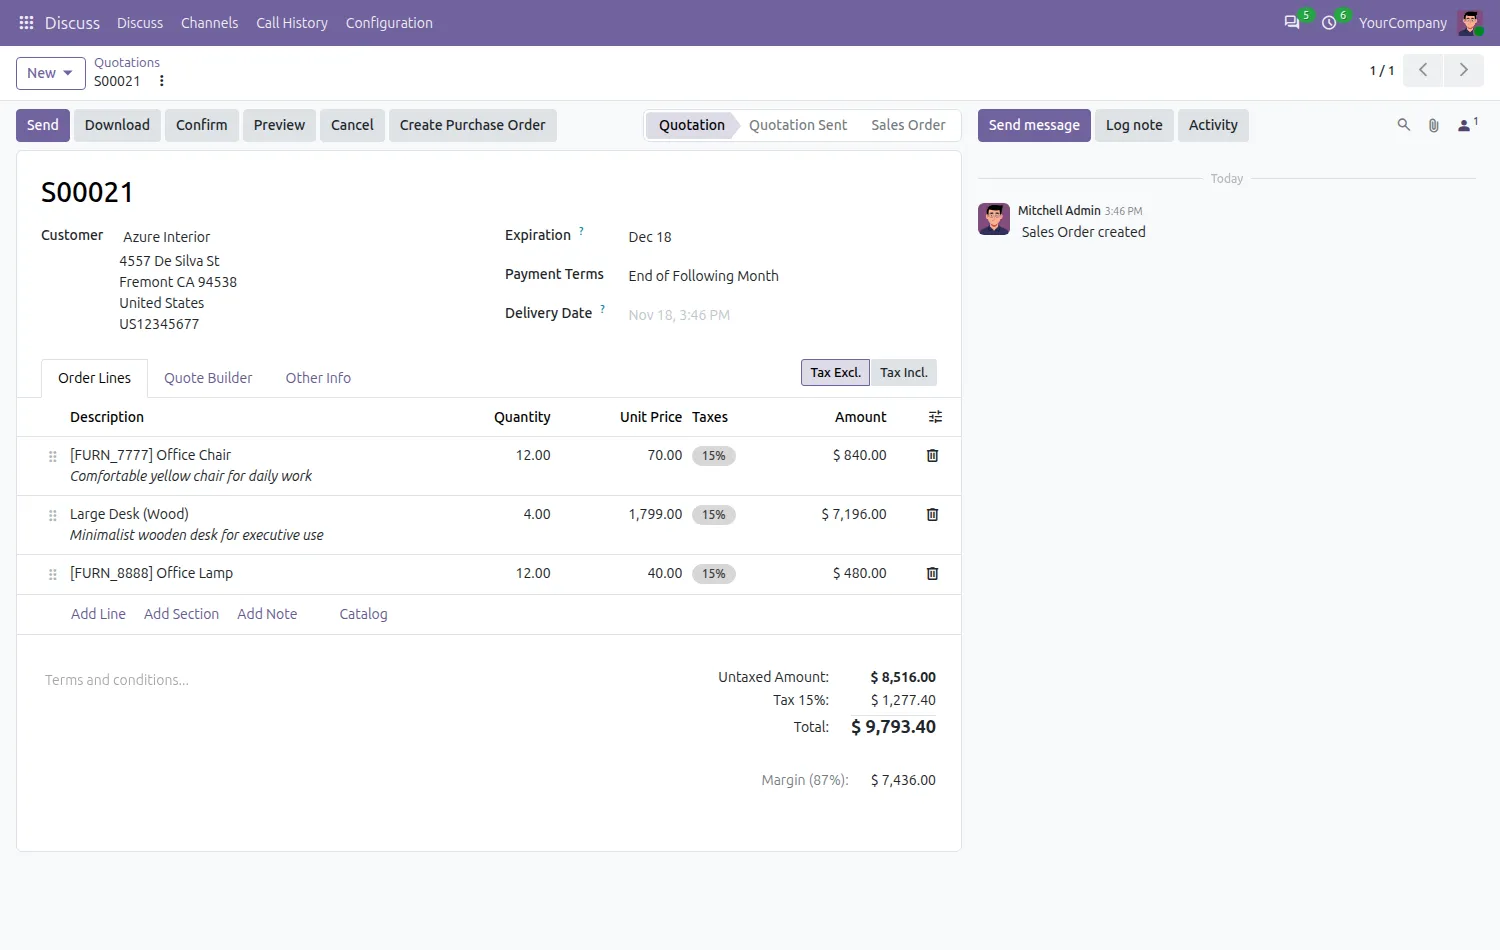 Discuss Discuss Channels Call History Configuration 5 6 YourCompany
New Quotations
S00021 1 / 1
Send Download Confirm Preview Cancel Create Purchase Order Quotation Quotation Sent Sales Order Send message Log note Activity 1
Today
S00021
Mitchell Admin 3:46 PM
Sales Order created
Customer Azure Interior
4557 De Silva St
Fremont CA 94538
United States
US12345677
Expiration ? Dec 18
Payment Terms End of Following Month
Delivery Date ? Nov 18, 3:46 PM
Order Lines Quote Builder Other Info Tax Excl. Tax Incl.
Description Quantity Unit Price Taxes Amount
[FURN_7777] Office Chair 12.00 70.00 15% $ 840.00
Comfortable yellow chair for daily work
Large Desk (Wood) 4.00 1,799.00 15% $ 7,196.00
Minimalist wooden desk for executive use
[FURN_8888] Office Lamp 12.00 40.00 15% $ 480.00
Add Line Add Section Add Note Catalog
Terms and conditions...
Untaxed Amount: $ 8,516.00
Tax 15%: $ 1,277.40
Total: $ 9,793.40
Margin (87%): $ 7,436.00